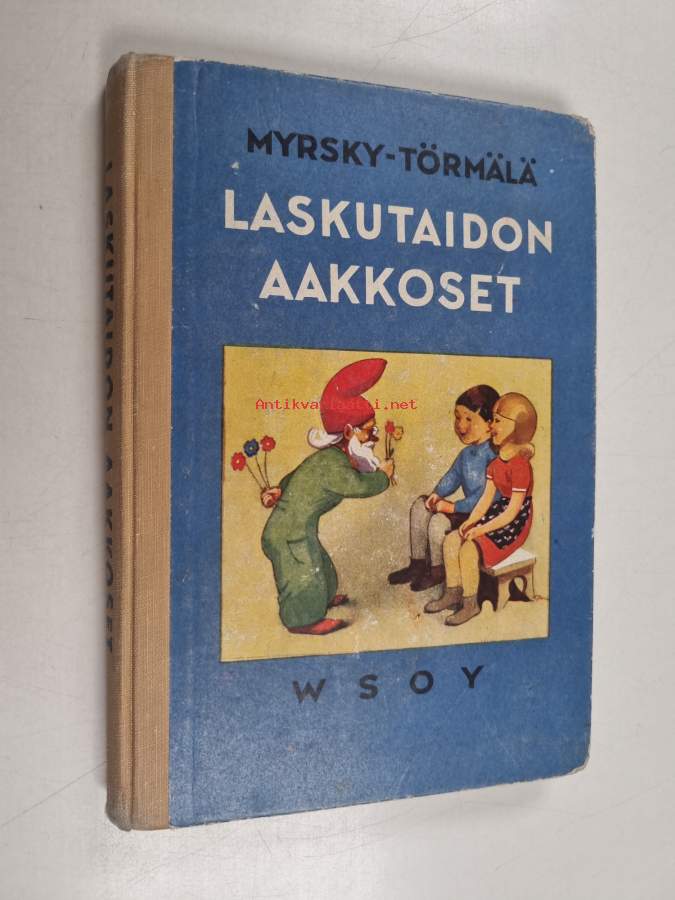 LASKUTAIDON AAKKOSET
MYRSKY-TÖRMÄLÄ
LASKUTAIDON
AAKKOSET
Antikvariaatti.net
WSOY